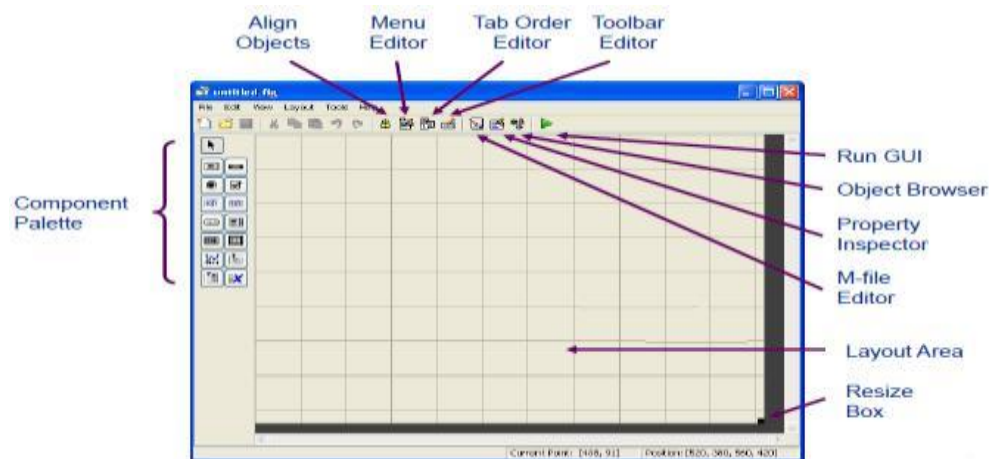 Align
Objects
Menu
Editor
Tab Order
Editor
Toolbar
Editor
untitled.fig
File Edit View Layout Tools Help
Component
Palette
Run GUI
Object Browser
Property
Inspector
M-file
Editor
Layout Area
Resize
Box
Current Point: [488, 91] Position: [520, 380, 560, 420]